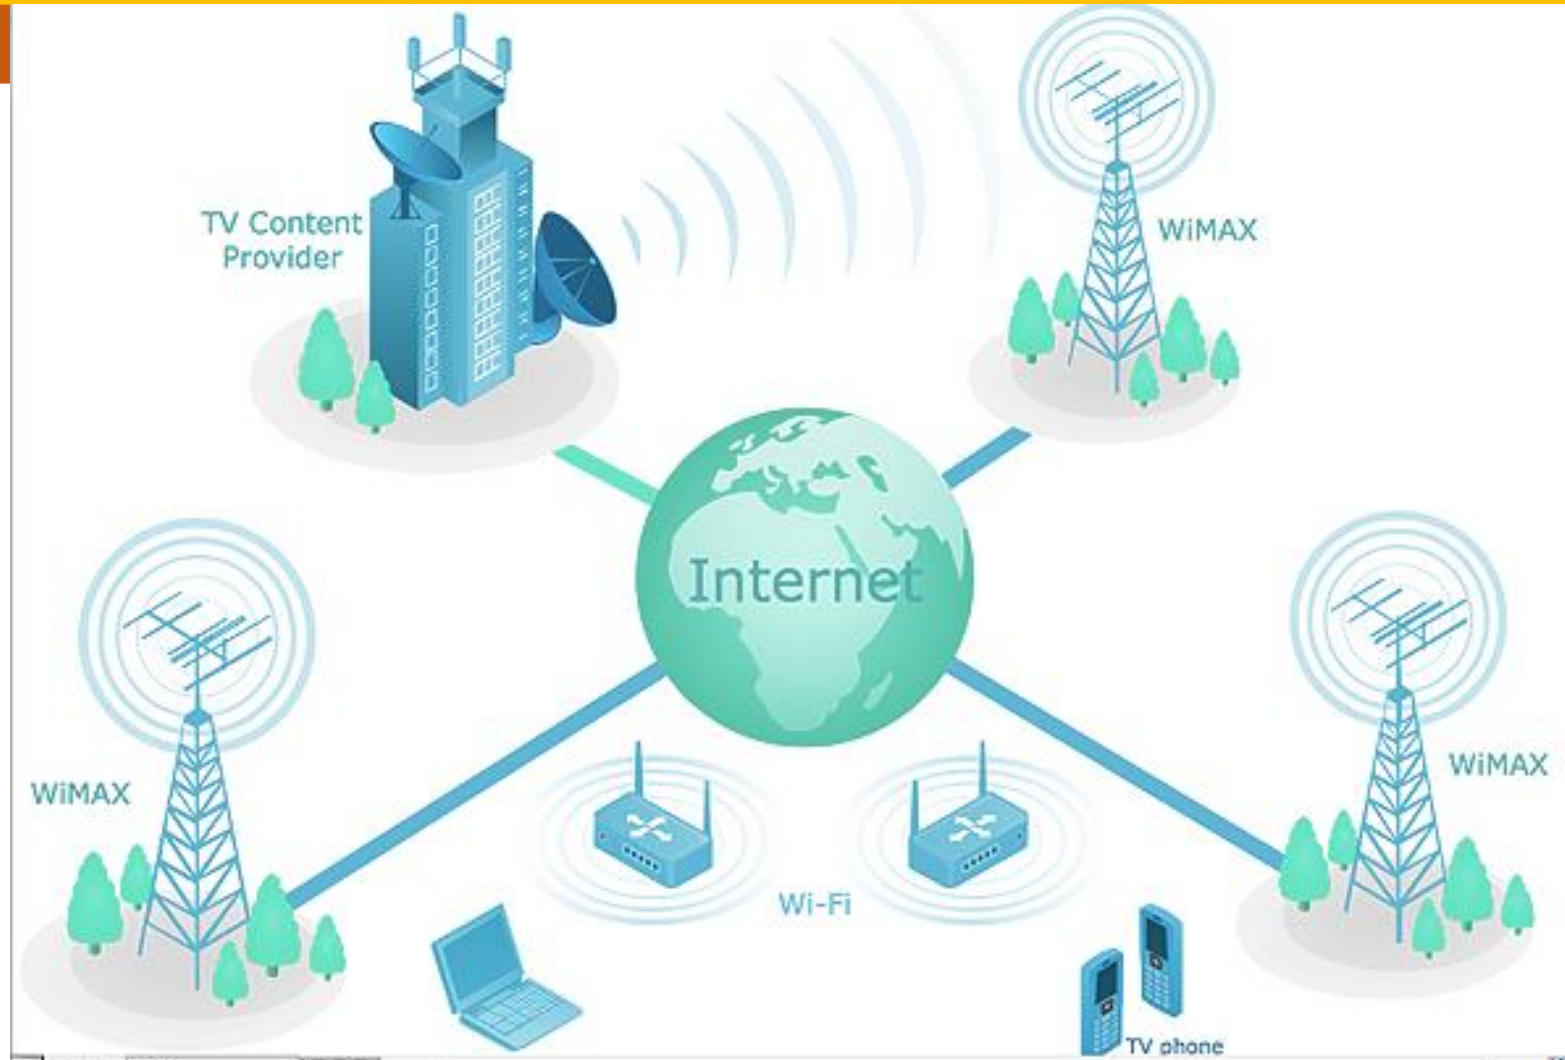 TV Content
Provider
WiMAX
Internet
WiMAX
WiMAX
Wi-Fi
TV phone